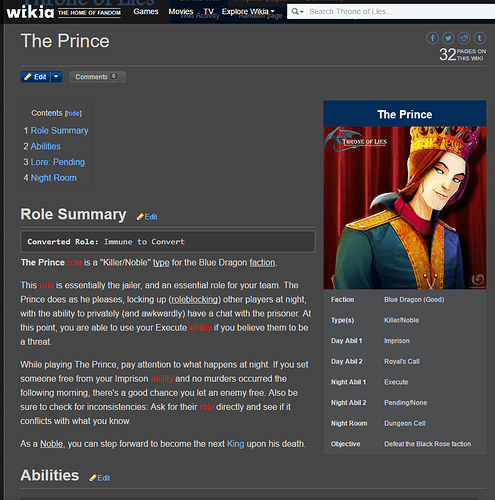 wikia THE HOME OF FANDOM Games Movies TV Explore Wikia Search Throne of Lies...
Wiki Activity Random page
The Prince
32 PAGES ON THIS WIKI
Edit Comments 0
Contents [hide]
1 Role Summary
2 Abilities
3 Lore: Pending
4 Night Room
The Prince
THRONE OF LIES
Role Summary Edit
Converted Role: Immune to Convert
The Prince role is a "Killer/Noble" type for the Blue Dragon faction.
This role is essentially the jailer, and an essential role for your team. The
Prince does as he pleases, locking up (roleblocking) other players at night,
with the ability to privately (and awkwardly) have a chat with the prisoner. At
this point, you are able to use your Execute ability if you believe them to be
a threat.
While playing The Prince, pay attention to what happens at night. If you set
someone free from your Imprison ability and no murders occurred the
following morning, there's a good chance you let an enemy free. Also be
sure to check for inconsistencies: Ask for their role directly and see if it
conflicts with what you know.
As a Noble, you can step forward to become the next King upon his death.
Faction Blue Dragon (Good)
Type(s) Killer/Noble
Day Abil 1 Imprison
Day Abil 2 Royal's Call
Night Abil 1 Execute
Night Abil 2 Pending/None
Night Room Dungeon Cell
Objective Defeat the Black Rose faction
Abilities Edit